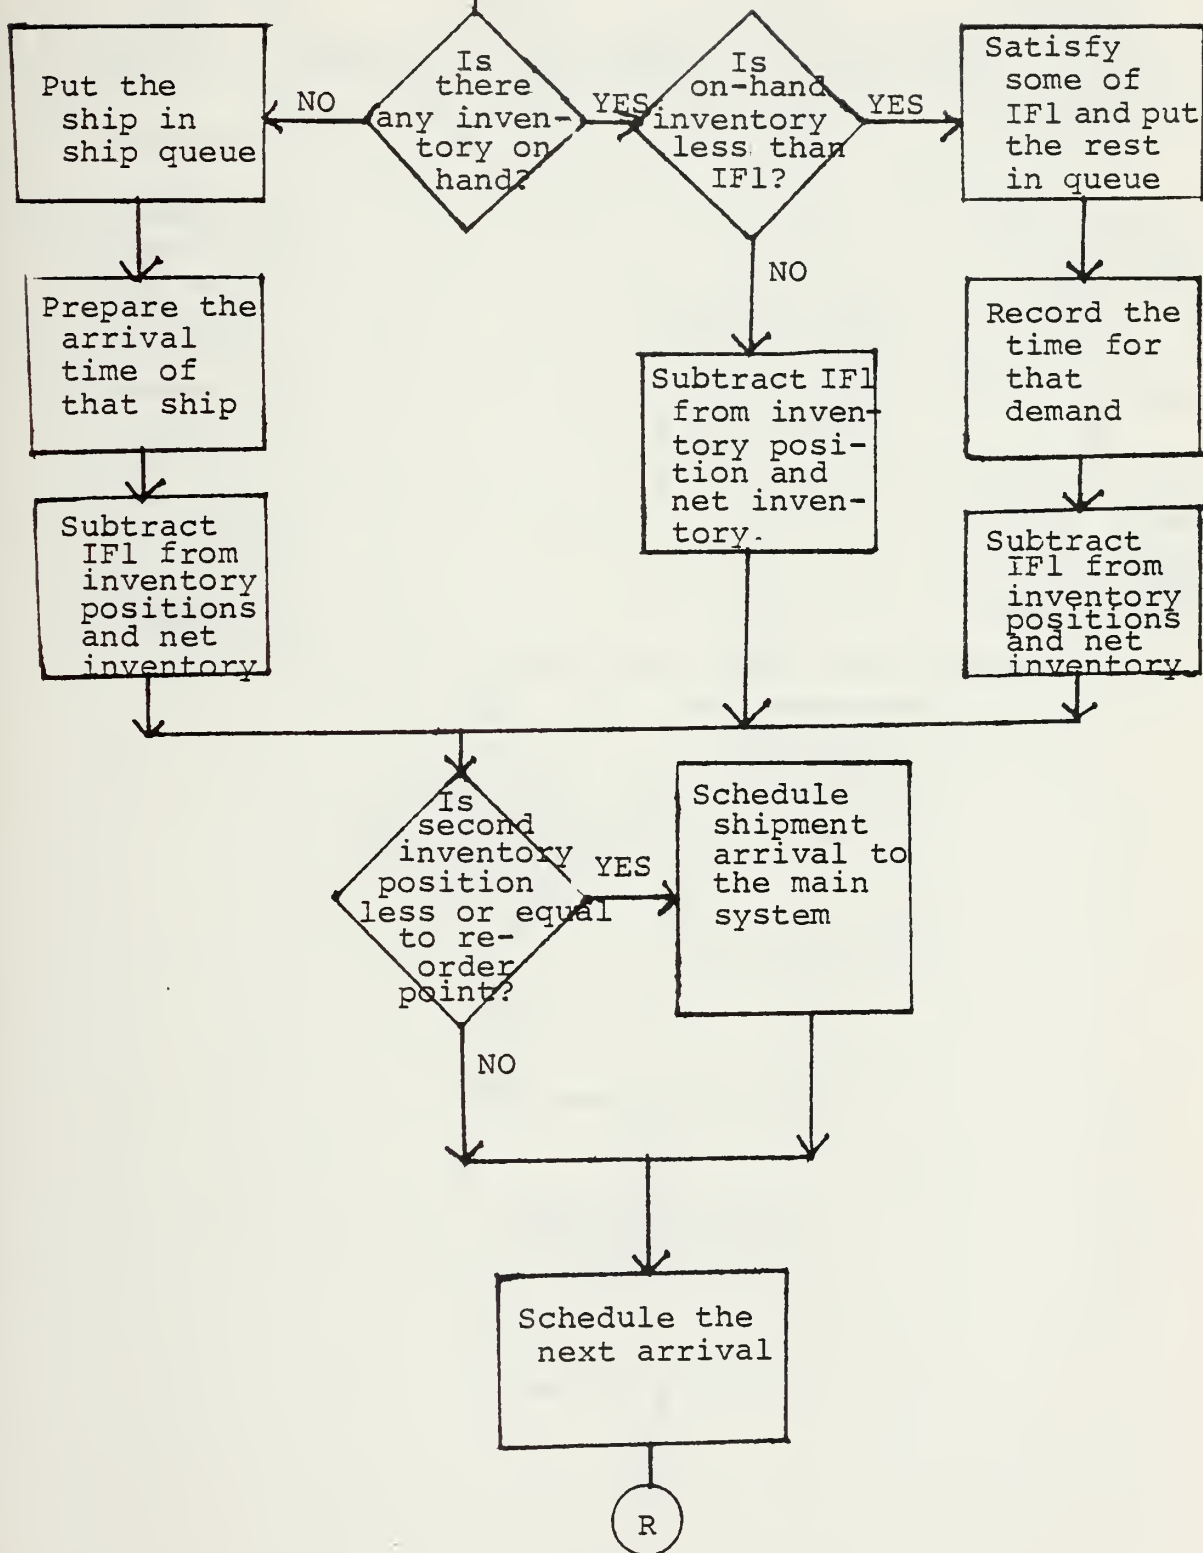 Is
there
any inven-
tory on
hand?
NO
YES
Put the
ship in
ship queue
Is
on-hand
inventory
less than
IF1?
YES
NO
Satisfy
some of
IF1 and put
the rest
in queue
Prepare the
arrival
time of
that ship
Subtract IF1
from inven-
tory posi-
tion and
net inven-
tory.
Record the
time for
that
demand
Subtract
IF1 from
inventory
positions
and net
inventory
Subtract
IF1 from
inventory
positions
and net
inventory
Is
second
inventory
position
less or equal
to re-
order
point?
YES
NO
Schedule
shipment
arrival to
the main
system
Schedule the
next arrival
R